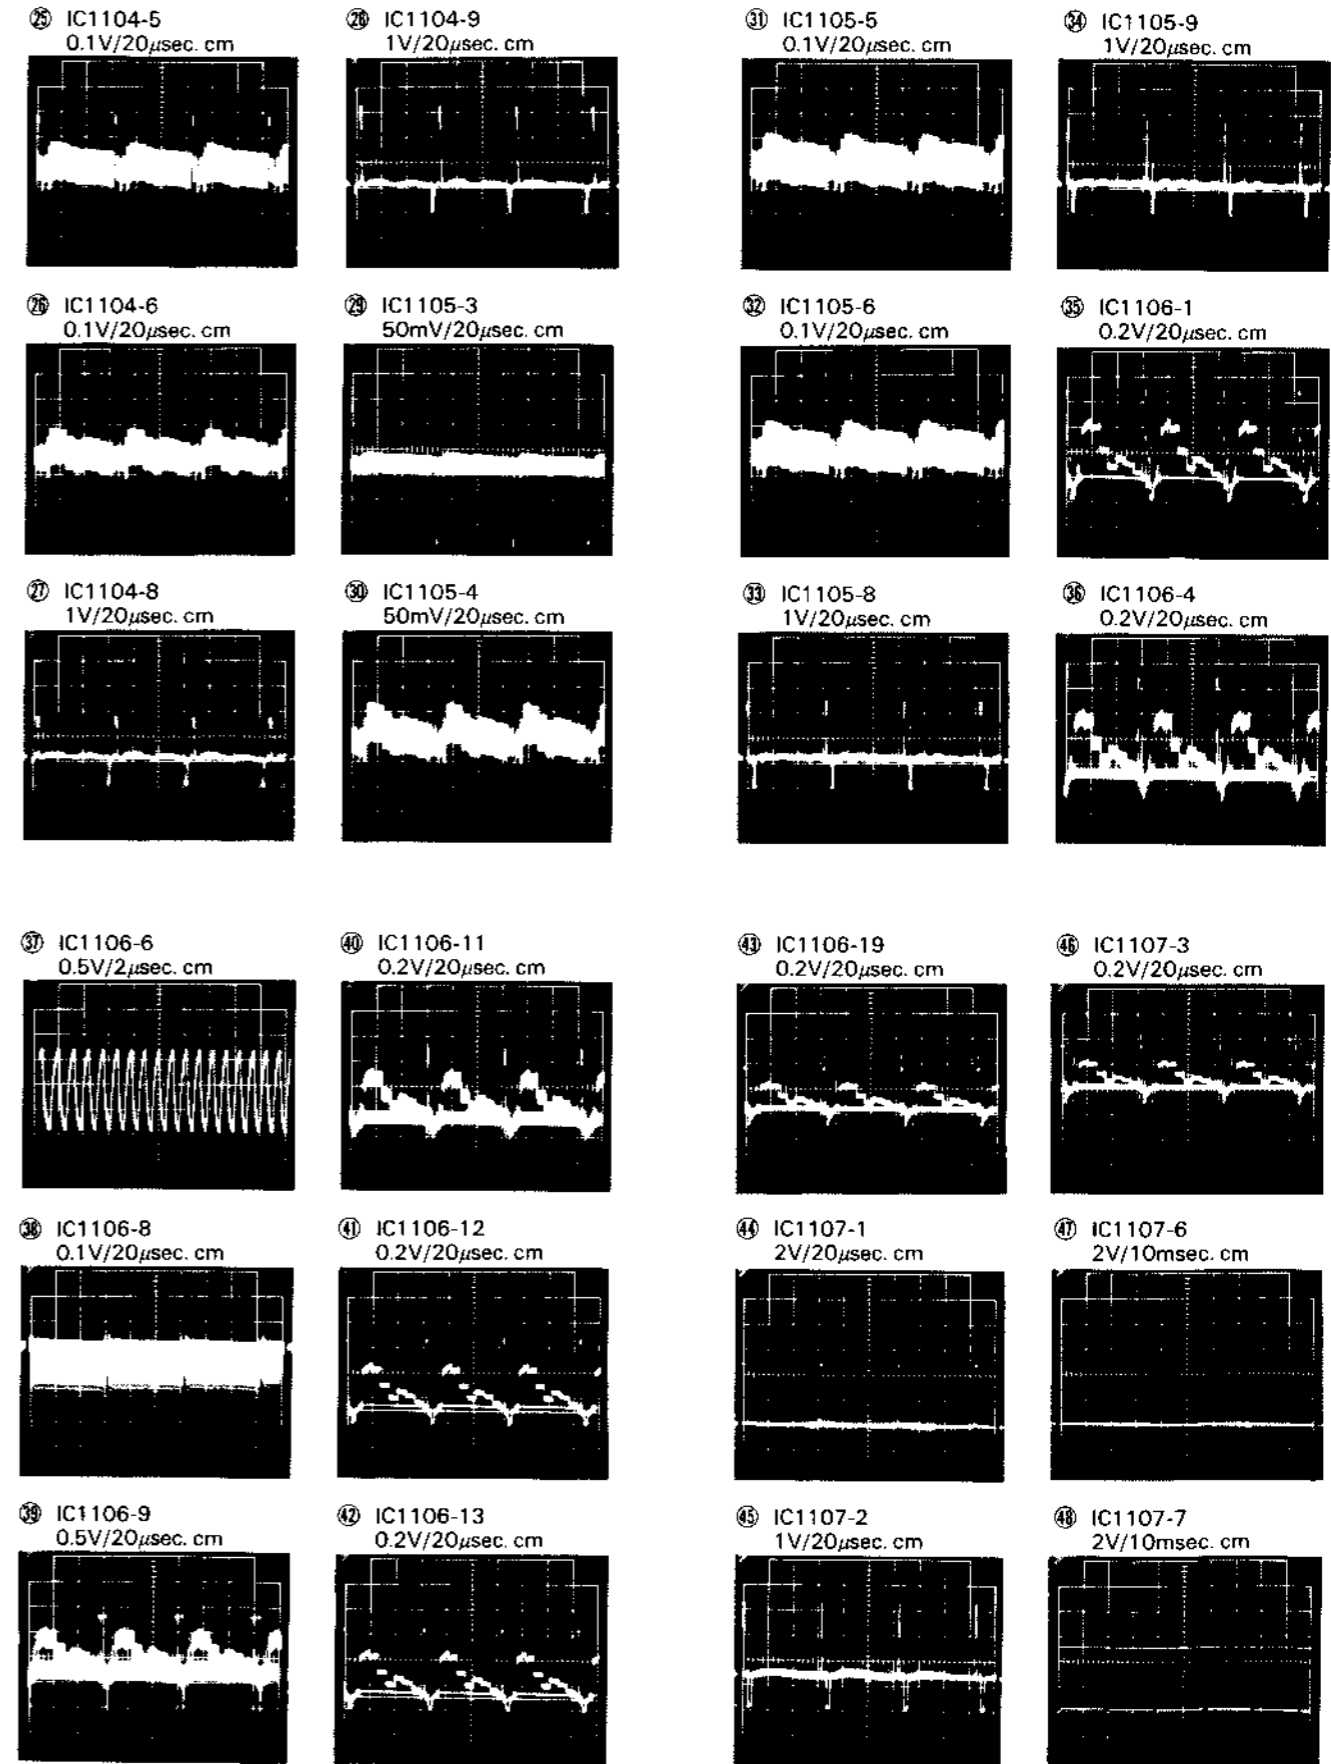 ㉕ IC1104-5
0.1V/20μsec. cm
㉖ IC1104-6
0.1V/20μsec. cm
㉗ IC1104-8
1V/20μsec. cm
㉘ IC1104-9
1V/20μsec. cm
㉙ IC1105-3
50mV/20μsec. cm
㉚ IC1105-4
50mV/20μsec. cm
㉛ IC1105-5
0.1V/20μsec. cm
㉜ IC1105-6
0.1V/20μsec. cm
㉝ IC1105-8
1V/20μsec. cm
㉞ IC1105-9
1V/20μsec. cm
㉟ IC1106-1
0.2V/20μsec. cm
㊱ IC1106-4
0.2V/20μsec. cm
㊲ IC1106-6
0.5V/2μsec. cm
㊳ IC1106-8
0.1V/20μsec. cm
㊴ IC1106-9
0.5V/20μsec. cm
㊵ IC1106-11
0.2V/20μsec. cm
㊶ IC1106-12
0.2V/20μsec. cm
㊷ IC1106-13
0.2V/20μsec. cm
㊸ IC1106-19
0.2V/20μsec. cm
㊹ IC1107-1
2V/20μsec. cm
㊺ IC1107-2
1V/20μsec. cm
㊻ IC1107-3
0.2V/20μsec. cm
㊼ IC1107-6
2V/10msec. cm
㊽ IC1107-7
2V/10msec. cm